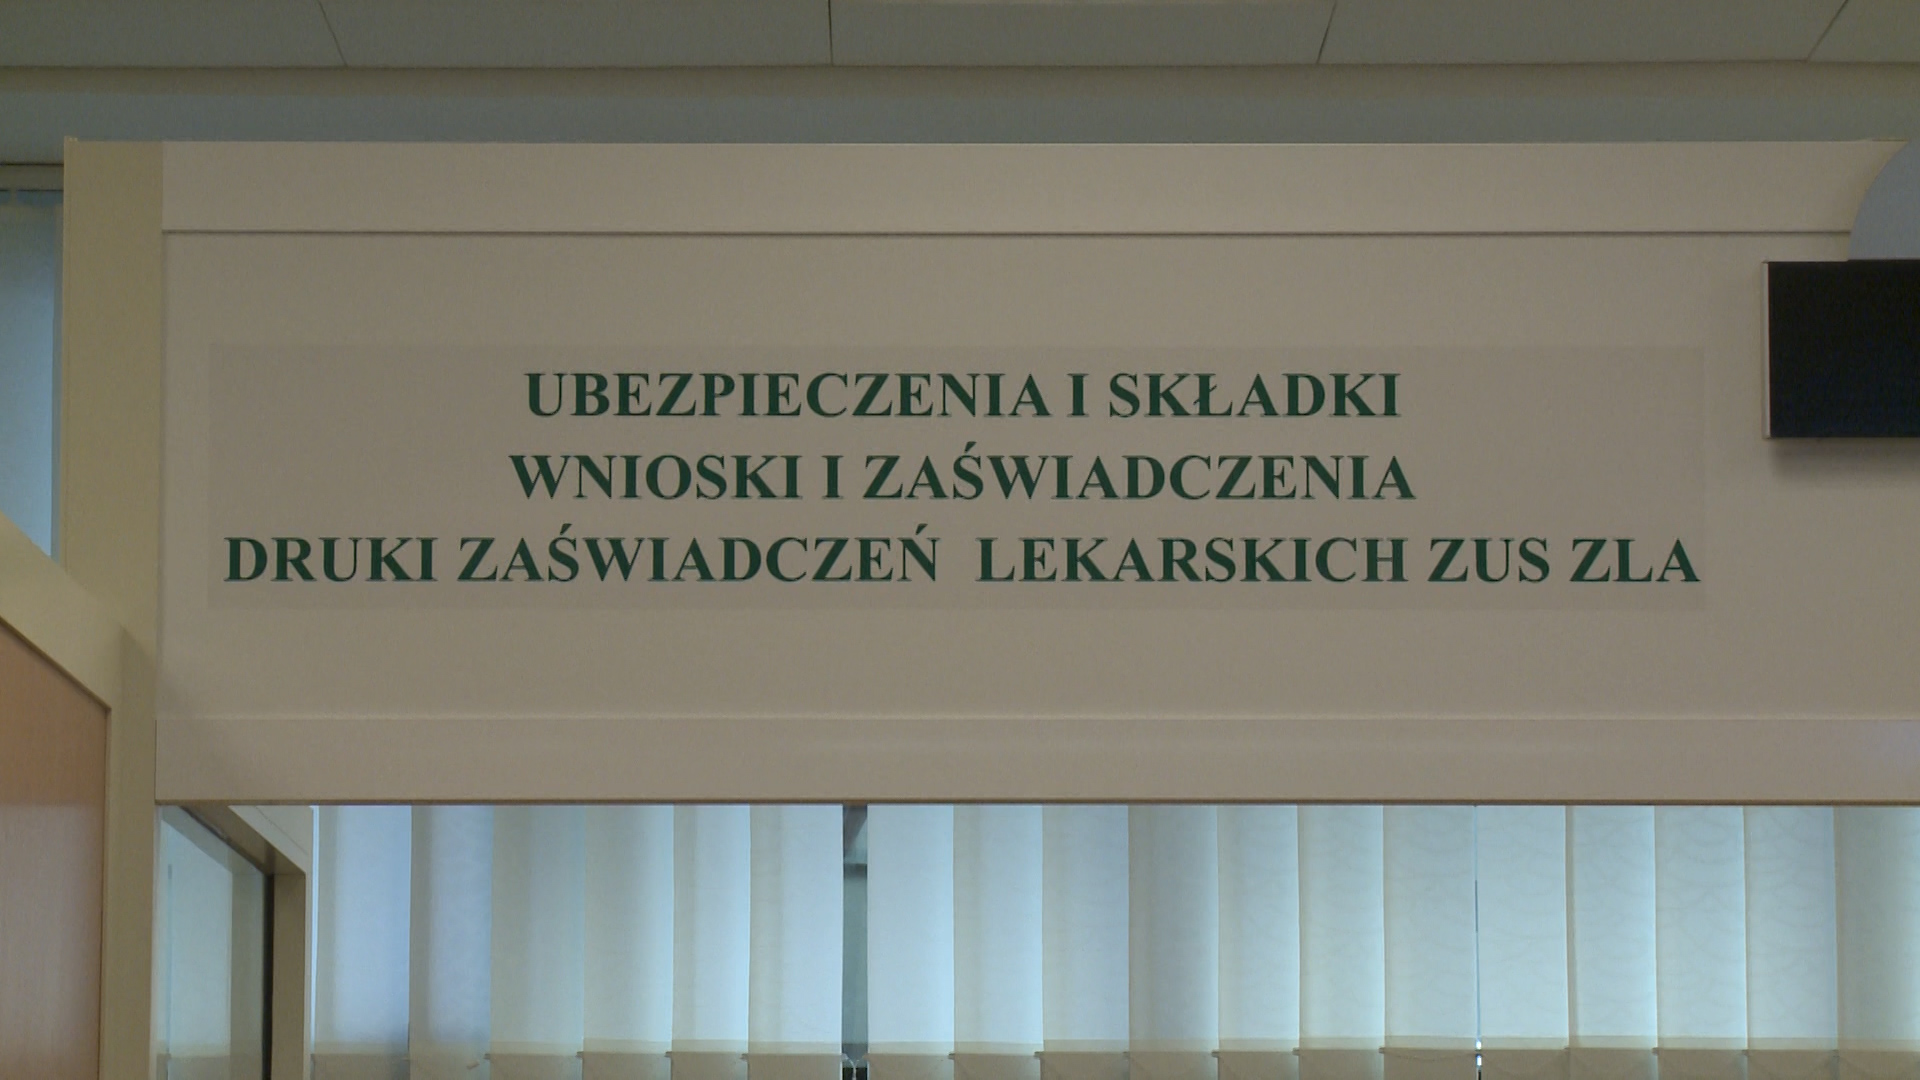 UBEZPIECZENIA I SKŁADKI
WNIOSKI I ZAŚWIADCZENIA
DRUKI ZAŚWIADCZEŃ LEKARSKICH ZUS ZLA